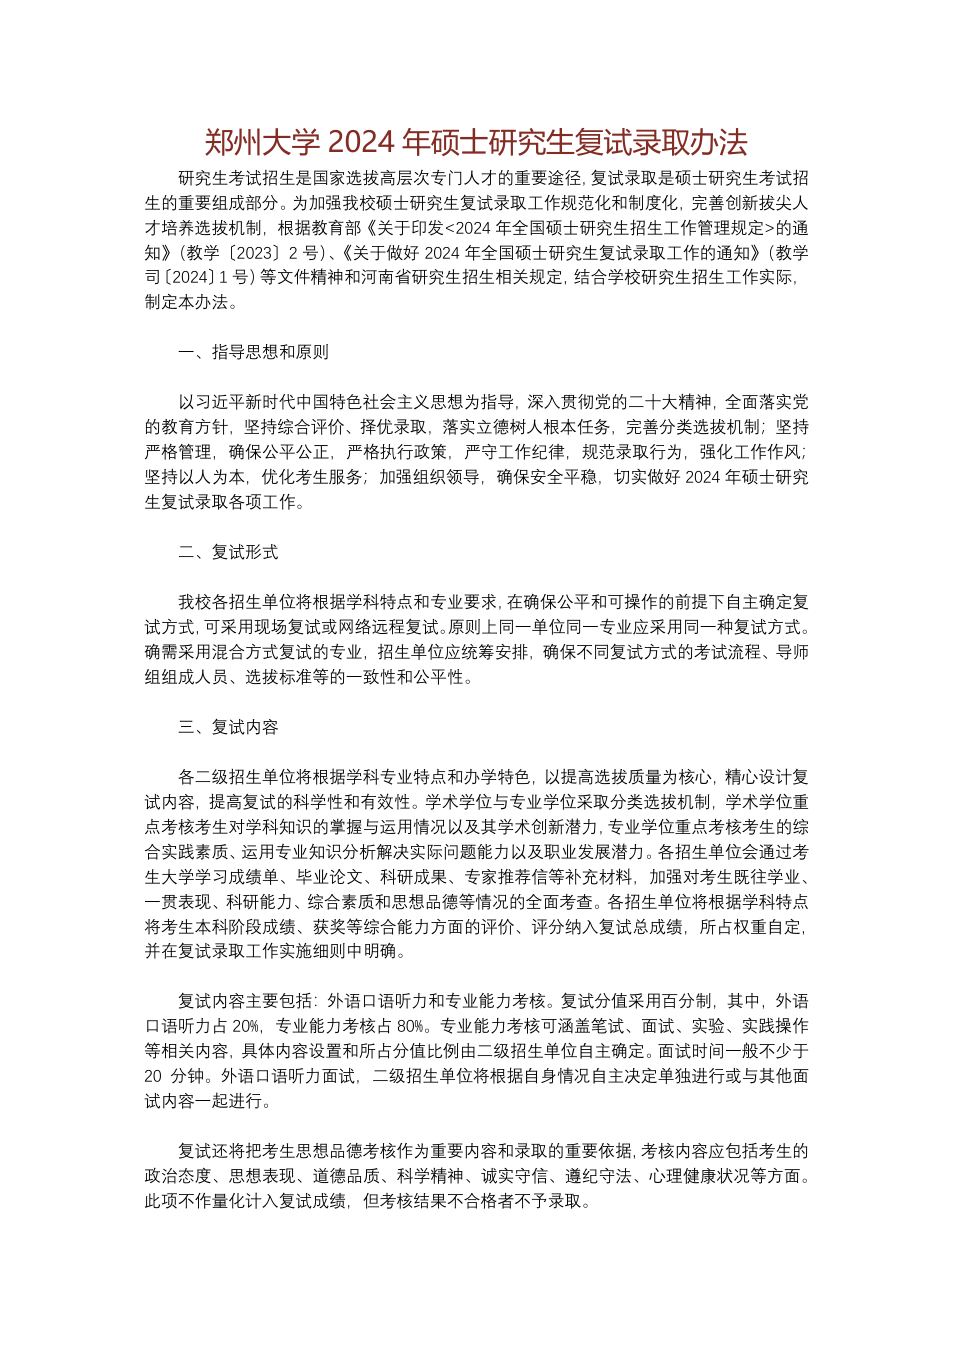 郑州大学 2024 年硕士研究生复试录取办法
研究生考试招生是国家选拔高层次专门人才的重要途径，复试录取是硕士研究生考试招
生的重要组成部分。为加强我校硕士研究生复试录取工作规范化和制度化，完善创新拔尖人
才培养选拔机制，根据教育部《关于印发<2024 年全国硕士研究生招生工作管理规定>的通
知》（教学〔2023〕2 号）、《关于做好 2024 年全国硕士研究生复试录取工作的通知》（教学
司〔2024〕1 号）等文件精神和河南省研究生招生相关规定，结合学校研究生招生工作实际，
制定本办法。
一、指导思想和原则
以习近平新时代中国特色社会主义思想为指导，深入贯彻党的二十大精神，全面落实党
的教育方针，坚持综合评价、择优录取，落实立德树人根本任务，完善分类选拔机制；坚持
严格管理，确保公平公正，严格执行政策，严守工作纪律，规范录取行为，强化工作作风；
坚持以人为本，优化考生服务；加强组织领导，确保安全平稳，切实做好 2024 年硕士研究
生复试录取各项工作。
二、复试形式
我校各招生单位将根据学科特点和专业要求，在确保公平和可操作的前提下自主确定复
试方式，可采用现场复试或网络远程复试。原则上同一单位同一专业应采用同一种复试方式。
确需采用混合方式复试的专业，招生单位应统筹安排，确保不同复试方式的考试流程、导师
组组成人员、选拔标准等的一致性和公平性。
三、复试内容
各二级招生单位将根据学科专业特点和办学特色，以提高选拔质量为核心，精心设计复
试内容，提高复试的科学性和有效性。学术学位与专业学位采取分类选拔机制，学术学位重
点考核考生对学科知识的掌握与运用情况以及其学术创新潜力，专业学位重点考核考生的综
合实践素质、运用专业知识分析解决实际问题能力以及职业发展潜力。各招生单位会通过考
生大学学习成绩单、毕业论文、科研成果、专家推荐信等补充材料，加强对考生既往学业、
一贯表现、科研能力、综合素质和思想品德等情况的全面考查。各招生单位将根据学科特点
将考生本科阶段成绩、获奖等综合能力方面的评价、评分纳入复试总成绩，所占权重自定，
并在复试录取工作实施细则中明确。
复试内容主要包括：外语口语听力和专业能力考核。复试分值采用百分制，其中，外语
口语听力占 20%，专业能力考核占 80%。专业能力考核可涵盖笔试、面试、实验、实践操作
等相关内容，具体内容设置和所占分值比例由二级招生单位自主确定。面试时间一般不少于
20 分钟。外语口语听力面试，二级招生单位将根据自身情况自主决定单独进行或与其他面
试内容一起进行。
复试还将把考生思想品德考核作为重要内容和录取的重要依据，考核内容应包括考生的
政治态度、思想表现、道德品质、科学精神、诚实守信、遵纪守法、心理健康状况等方面。
此项不作量化计入复试成绩，但考核结果不合格者不予录取。